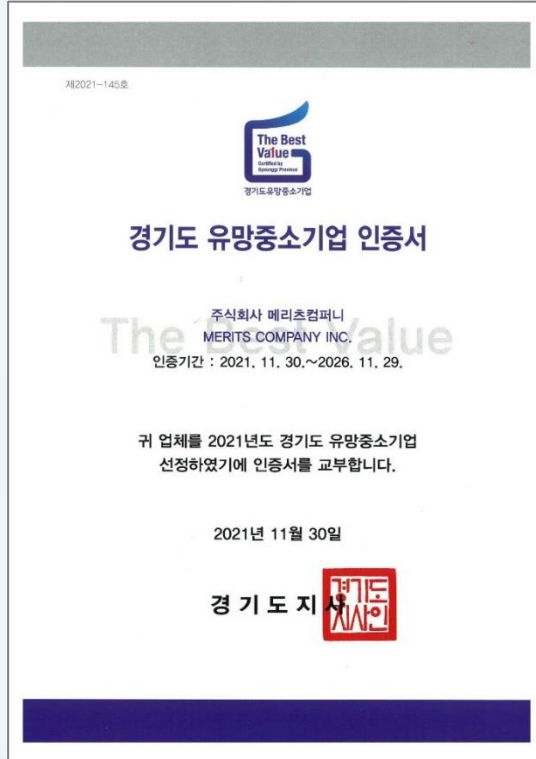 제2021-145호
The Best
Va1ue
Certified by
Gyeonggi Province
경기도유망중소기업
경기도 유망중소기업 인증서
주식회사 메리츠컴퍼니
The Best Value
MERITS COMPANY INC.
인증기간 : 2021. 11. 30.~2026. 11. 29.
귀 업체를 2021년도 경기도 유망중소기업
선정하였기에 인증서를 교부합니다.
2021년 11월 30일
경기도지사
경기도
지사인